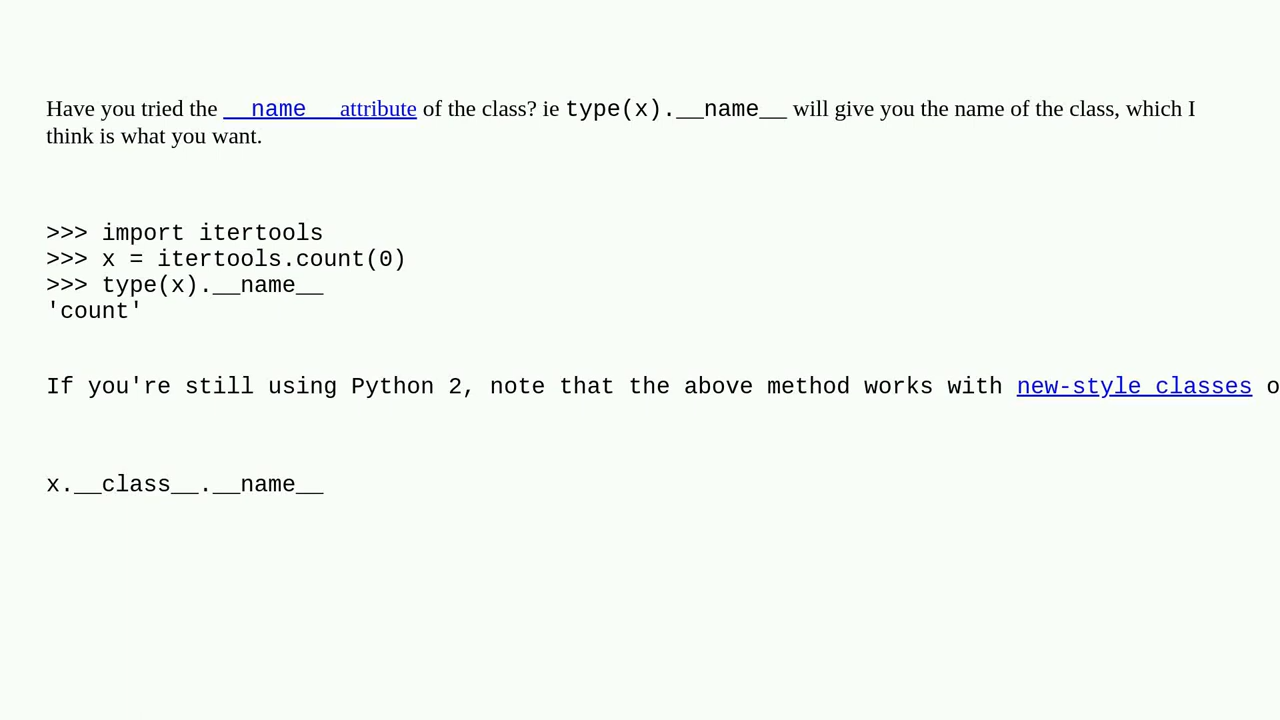 Have you tried the __name__ attribute of the class? ie type(x).__name__ will give you the name of the class, which I
think is what you want.
>>> import itertools
>>> x = itertools.count(0)
>>> type(x).__name__
'count'
If you're still using Python 2, note that the above method works with new-style classes o
x.__class__.__name__